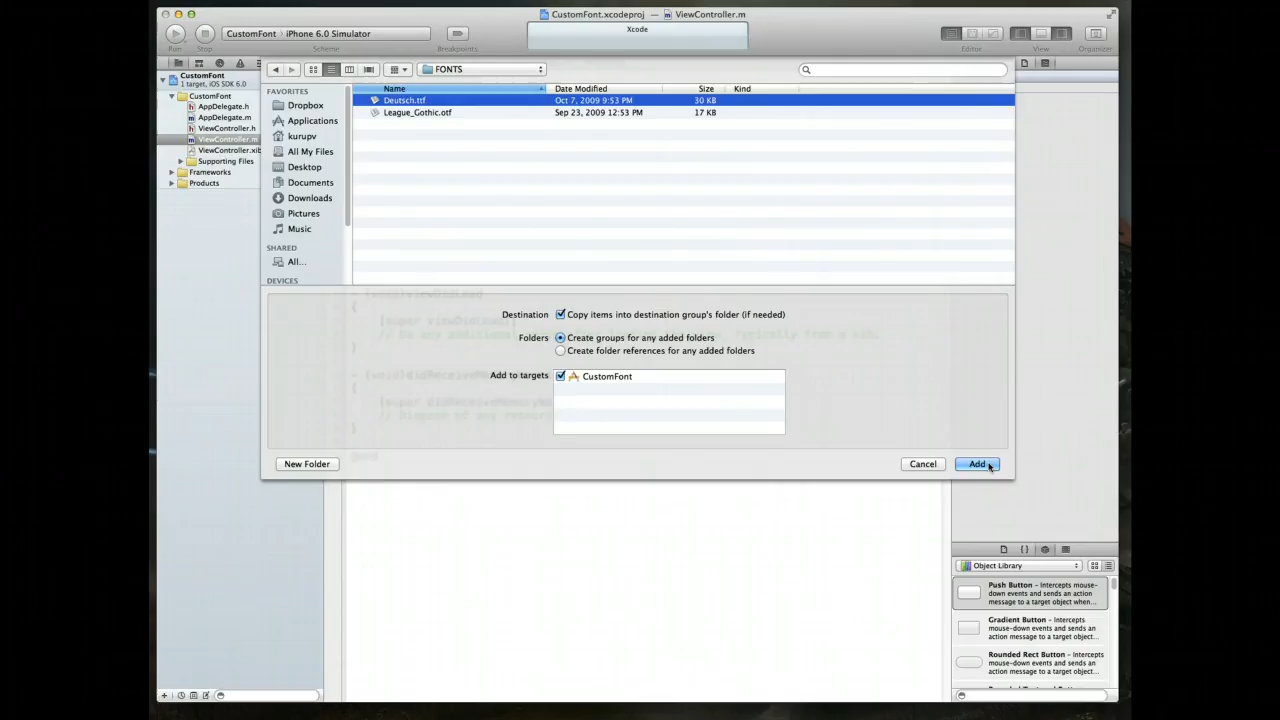 CustomFont.xcodeproj — ViewController.m
Xcode
CustomFont › iPhone 6.0 Simulator
Run
Stop
Scheme
Breakpoints
Editor
View
Organizer
CustomFont
1 target, iOS SDK 6.0
CustomFont
AppDelegate.h
AppDelegate.m
ViewController.h
ViewController.m
ViewController.xib
Supporting Files
Frameworks
Products
FONTS
FAVORITES
Dropbox
Applications
kurupv
All My Files
Desktop
Documents
Downloads
Pictures
Music
SHARED
All...
DEVICES
Name Date Modified Size Kind
Deutsch.ttf Oct 7, 2009 9:53 PM 30 KB
League_Gothic.otf Sep 23, 2009 12:53 PM 17 KB
Destination Copy items into destination group's folder (if needed)
Folders Create groups for any added folders
Create folder references for any added folders
Add to targets CustomFont
New Folder
Cancel
Add
Object Library
Push Button – Intercepts mouse-
down events and sends an action
message to a target object when...
Gradient Button – Intercepts
mouse-down events and sends an
action message to a target object...
Rounded Rect Button – Intercepts
mouse-down events and sends an
action message to a target object...